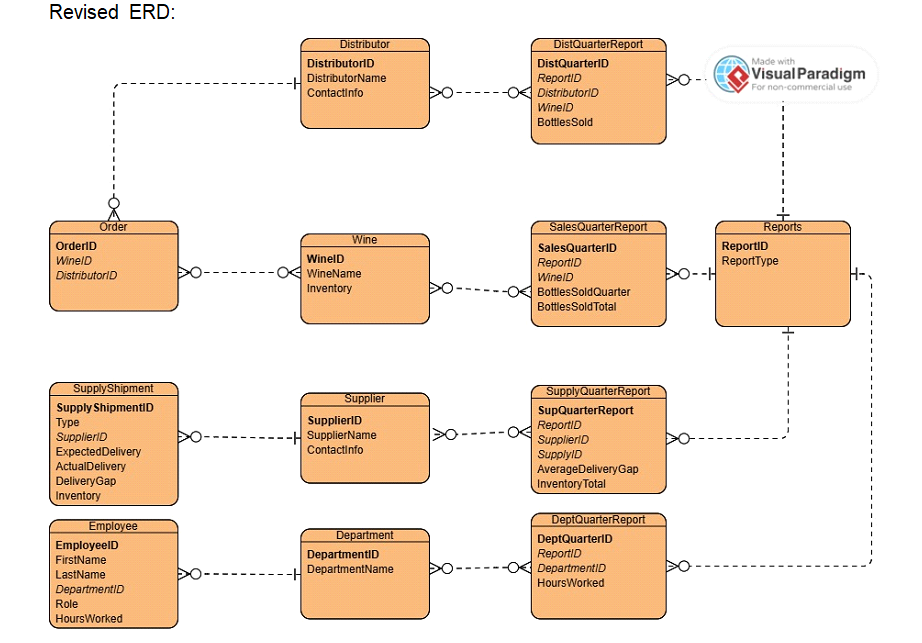 Revised ERD:
Distributor
DistributorID
DistributorName
ContactInfo
DistQuarterReport
DistQuarterID
ReportID
DistributorID
WineID
BottlesSold
Made with
VisualParadigm
For non-commercial use
Order
OrderID
WineID
DistributorID
Wine
WineID
WineName
Inventory
SalesQuarterReport
SalesQuarterID
ReportID
WineID
BottlesSoldQuarter
BottlesSoldTotal
Reports
ReportID
ReportType
SupplyShipment
SupplyShipmentID
Type
SupplierID
ExpectedDelivery
ActualDelivery
DeliveryGap
Inventory
Supplier
SupplierID
SupplierName
ContactInfo
SupplyQuarterReport
SupQuarterReport
ReportID
SupplierID
SupplyID
AverageDeliveryGap
InventoryTotal
Employee
EmployeeID
FirstName
LastName
DepartmentID
Role
HoursWorked
Department
DepartmentID
DepartmentName
DeptQuarterReport
DeptQuarterID
ReportID
DepartmentID
HoursWorked